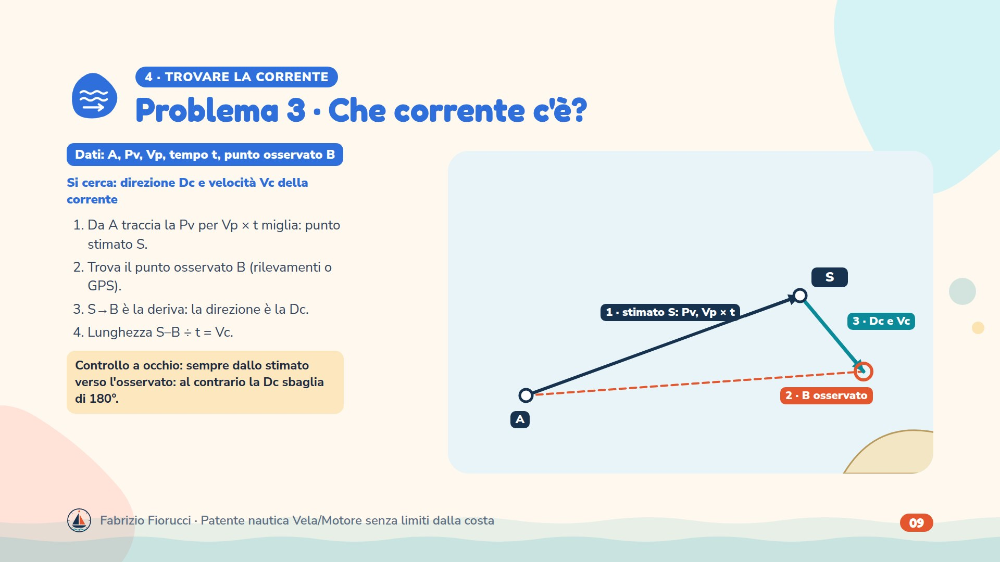 4 · TROVARE LA CORRENTE
Problema 3 · Che corrente c'è?
Dati: A, Pv, Vp, tempo t, punto osservato B
Si cerca: direzione Dc e velocità Vc della
corrente
1. Da A traccia la Pv per Vp × t miglia: punto
stimato S.
2. Trova il punto osservato B (rilevamenti o
GPS).
3. S→B è la deriva: la direzione è la Dc.
4. Lunghezza S–B ÷ t = Vc.
Controllo a occhio: sempre dallo stimato
verso l'osservato: al contrario la Dc sbaglia
di 180°.
S
1 · stimato S: Pv, Vp × t
3 · Dc e Vc
2 · B osservato
A
Fabrizio Fiorucci · Patente nautica Vela/Motore senza limiti dalla costa
09